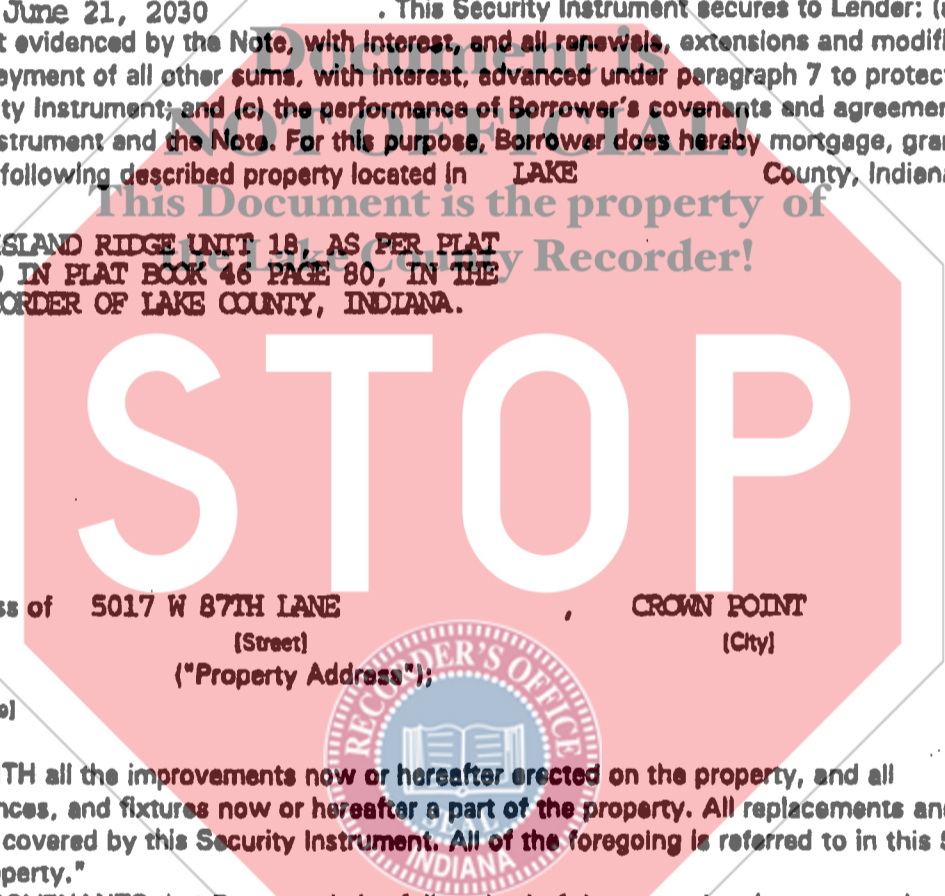 June 21, 2030 . This Security Instrument secures to Lender: (
t evidenced by the Note, with interest, and all renewals, extensions and modifi
Document is
ayment of all other sums, with interest, advanced under paragraph 7 to protec
ty Instrument; and (c) the performance of Borrower's covenants and agreemen
NOT OFFICIAL!
strument and the Note. For this purpose, Borrower does hereby mortgage, gran
following described property located in LAKE County, Indiana
This Document is the property of
ISLAND RIDGE UNIT 18, AS PER PLAT
the Lake County Recorder!
IN PLAT BOOK 46 PAGE 80, IN THE
ORDER OF LAKE COUNTY, INDIANA.
STOP
ss of 5017 W 87TH LANE , CROWN POINT
[Street] [City]
("Property Address");
RECORDER'S OFFICE
TH all the improvements now or hereafter erected on the property, and all
nces, and fixtures now or hereafter a part of the property. All replacements an
SEAL
covered by this Security Instrument. All of the foregoing is referred to in this S
INDIANA
perty."